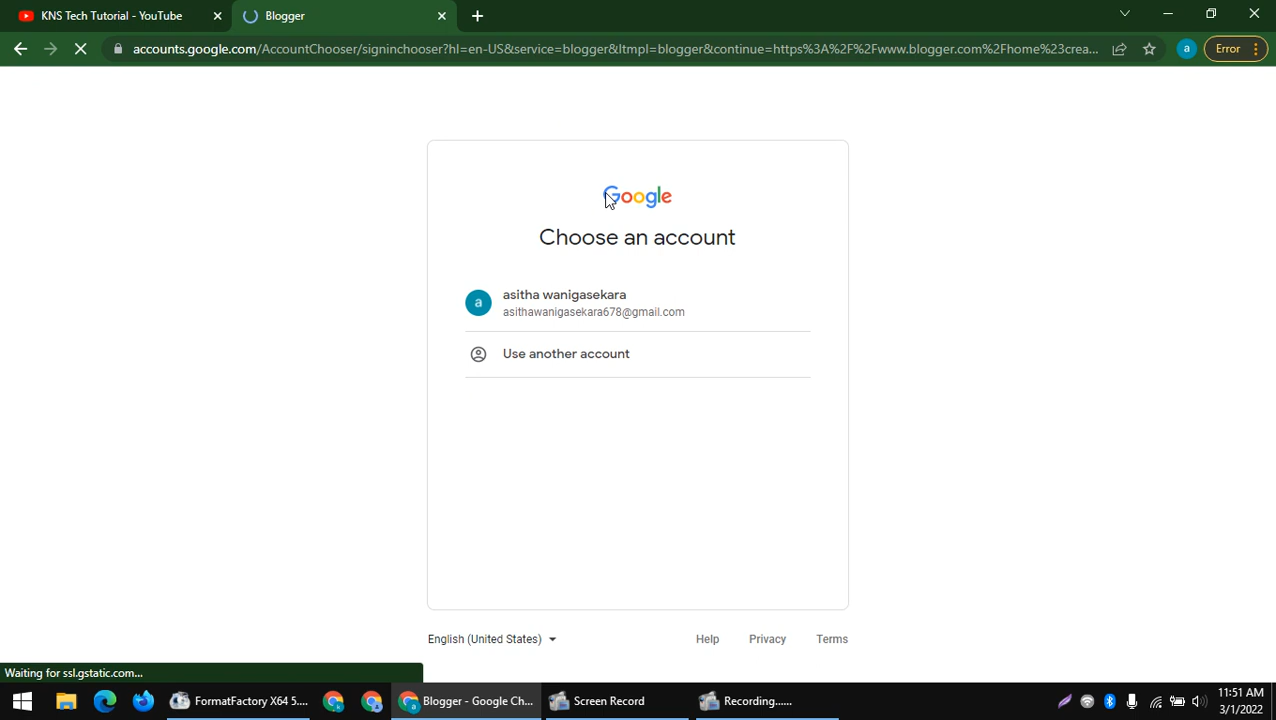 KNS Tech Tutorial - YouTube
Blogger
accounts.google.com/AccountChooser/signinchooser?hl=en-US&service=blogger&ltmpl=blogger&continue=https%3A%2F%2Fwww.blogger.com%2Fhome%23crea...
a
Error
Google
Choose an account
a
asitha wanigasekara
asithawanigasekara678@gmail.com
Use another account
English (United States)
Help
Privacy
Terms
Waiting for ssl.gstatic.com...
FormatFactory X64 5....
Blogger - Google Ch...
Screen Record
Recording......
11:51 AM
3/1/2022